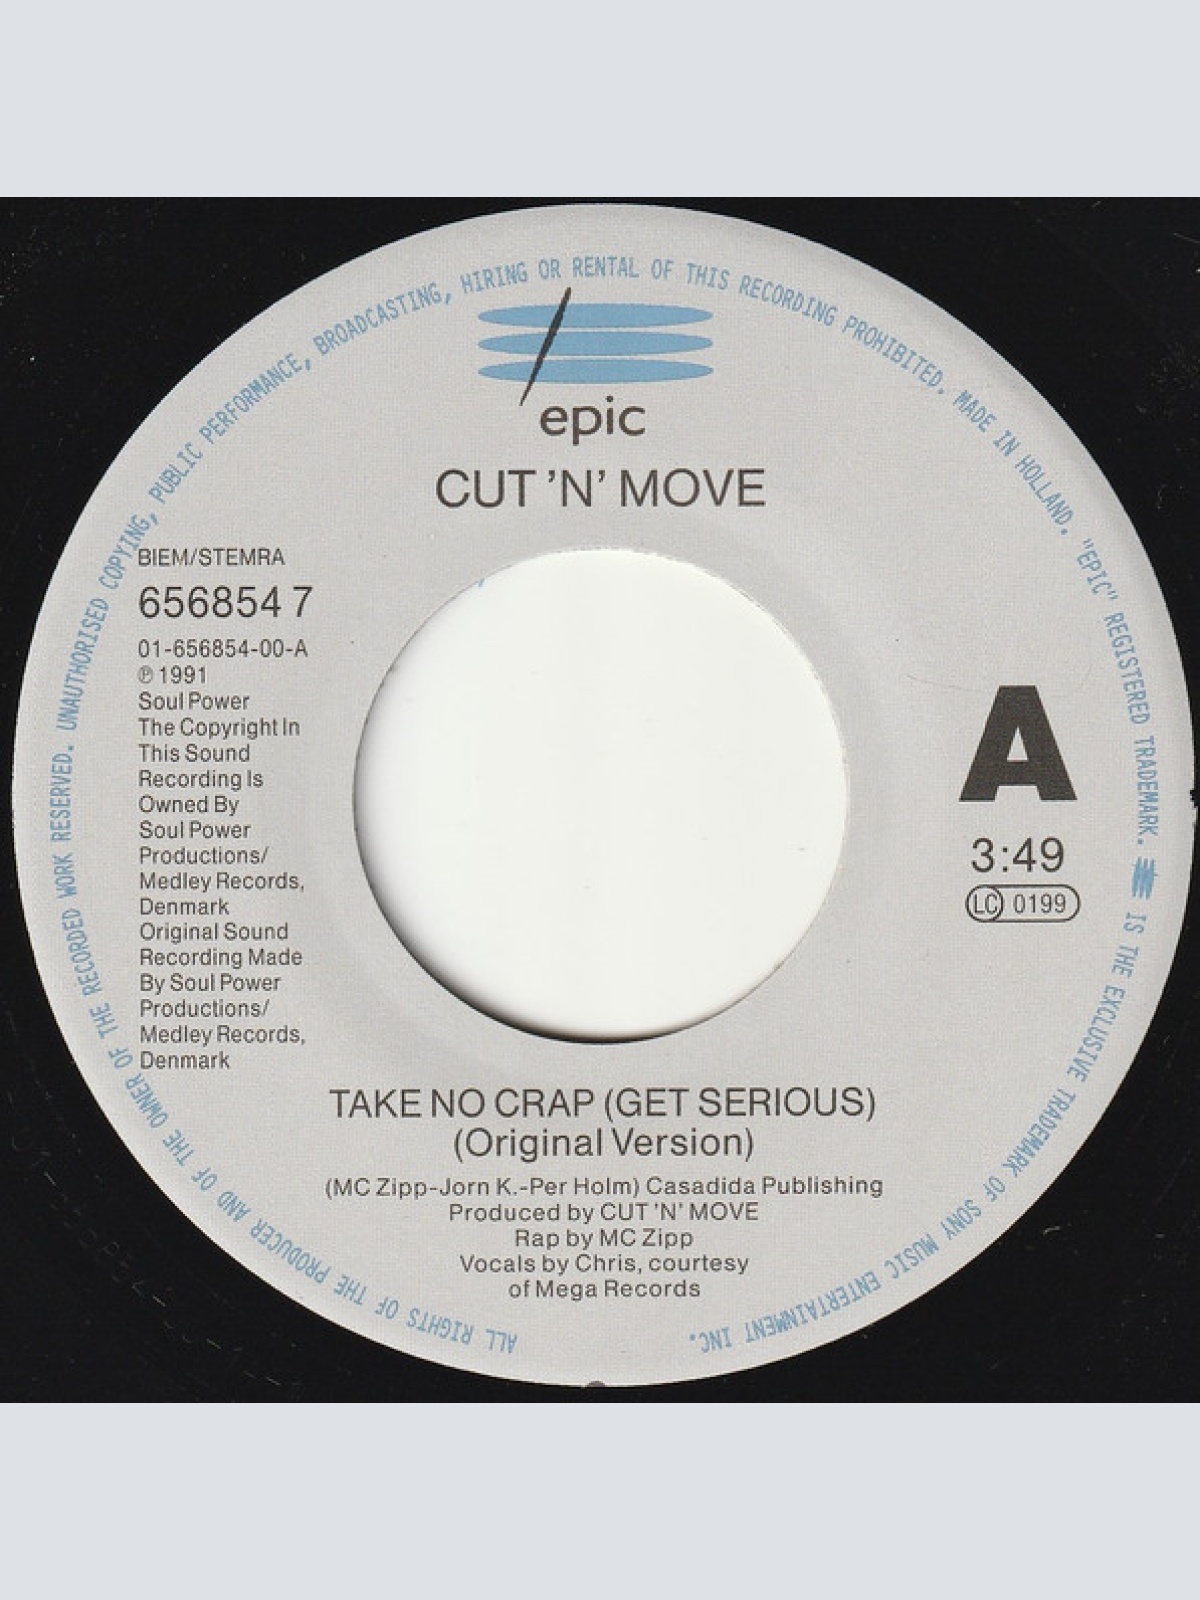 ALL RIGHTS OF THE PRODUCER AND OF THE OWNER OF THE RECORDED WORK RESERVED. UNAUTHORISED COPYING, PUBLIC PERFORMANCE, BROADCASTING, HIRING OR RENTAL OF THIS RECORDING PROHIBITED. MADE IN HOLLAND. "EPIC" REGISTERED TRADEMARK. IS THE EXCLUSIVE TRADEMARK OF SONY MUSIC ENTERTAINMENT INC.
epic
CUT 'N' MOVE
BIEM/STEMRA
656854 7
01-656854-00-A
℗ 1991
Soul Power
The Copyright In
This Sound
Recording Is
Owned By
Soul Power
Productions/
Medley Records,
Denmark
Original Sound
Recording Made
By Soul Power
Productions/
Medley Records,
Denmark
A
3:49
LC 0199
TAKE NO CRAP (GET SERIOUS)
(Original Version)
(MC Zipp-Jorn K.-Per Holm) Casadida Publishing
Produced by CUT 'N' MOVE
Rap by MC Zipp
Vocals by Chris, courtesy
of Mega Records